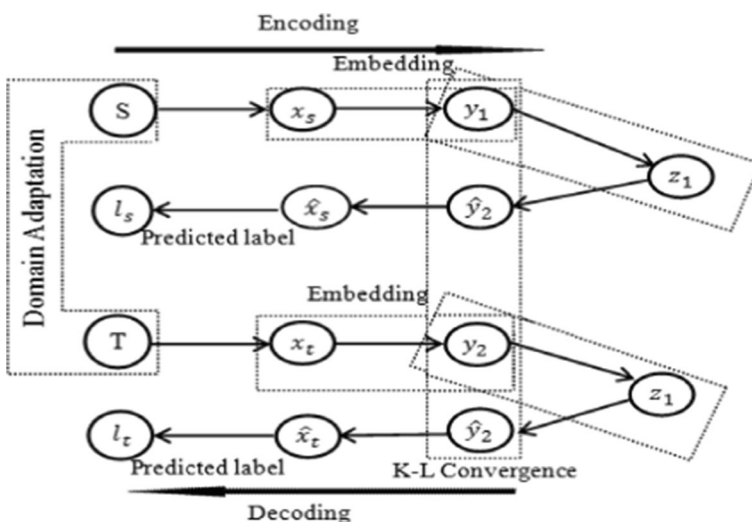 Encoding
Embedding
S x_s y_1
z_1
l_s x̂_s ŷ_2
Predicted label
Domain Adaptation
Embedding
T x_t y_2
z_1
l_t x̂_t ŷ_2
Predicted label K-L Convergence
Decoding